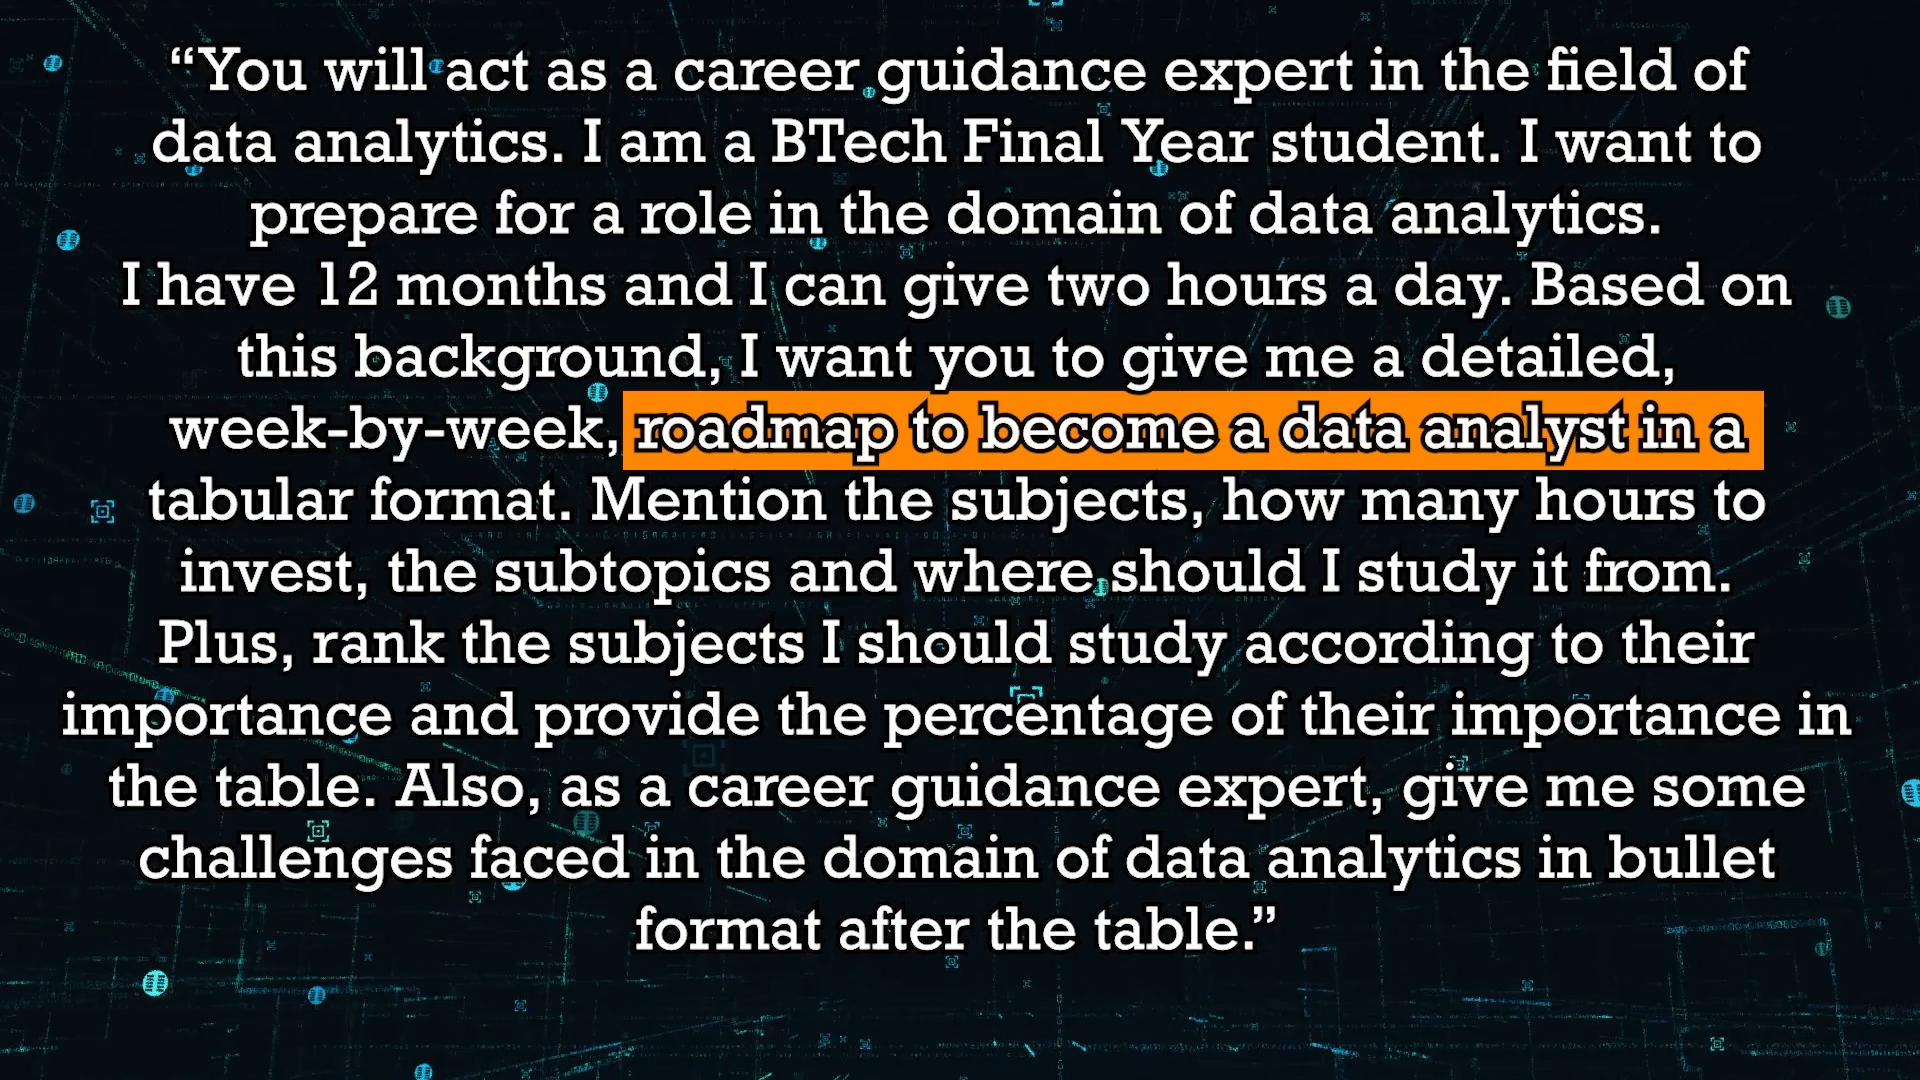 “You will act as a career guidance expert in the field of
data analytics. I am a BTech Final Year student. I want to
prepare for a role in the domain of data analytics.
I have 12 months and I can give two hours a day. Based on
this background, I want you to give me a detailed,
week-by-week, roadmap to become a data analyst in a
tabular format. Mention the subjects, how many hours to
invest, the subtopics and where should I study it from.
Plus, rank the subjects I should study according to their
importance and provide the percentage of their importance in
the table. Also, as a career guidance expert, give me some
challenges faced in the domain of data analytics in bullet
format after the table.”